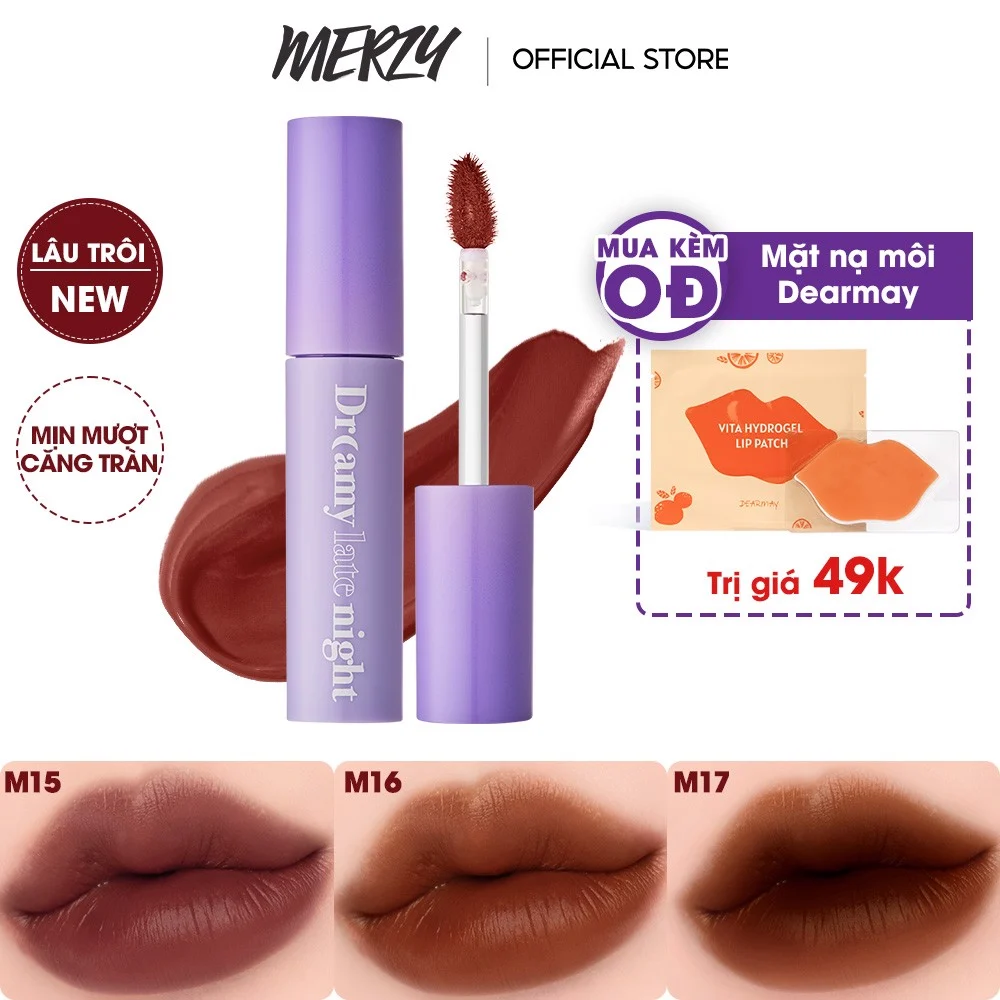 MERZY
OFFICIAL STORE
LÂU TRÔI
NEW
MỊN MƯỢT
CĂNG TRÀN
Dreamy late night
MUA KÈM
0Đ
Mặt nạ môi
Dearmay
VITA HYDROGEL
LIP PATCH
DEARMAY
Trị giá 49k
M15
M16
M17